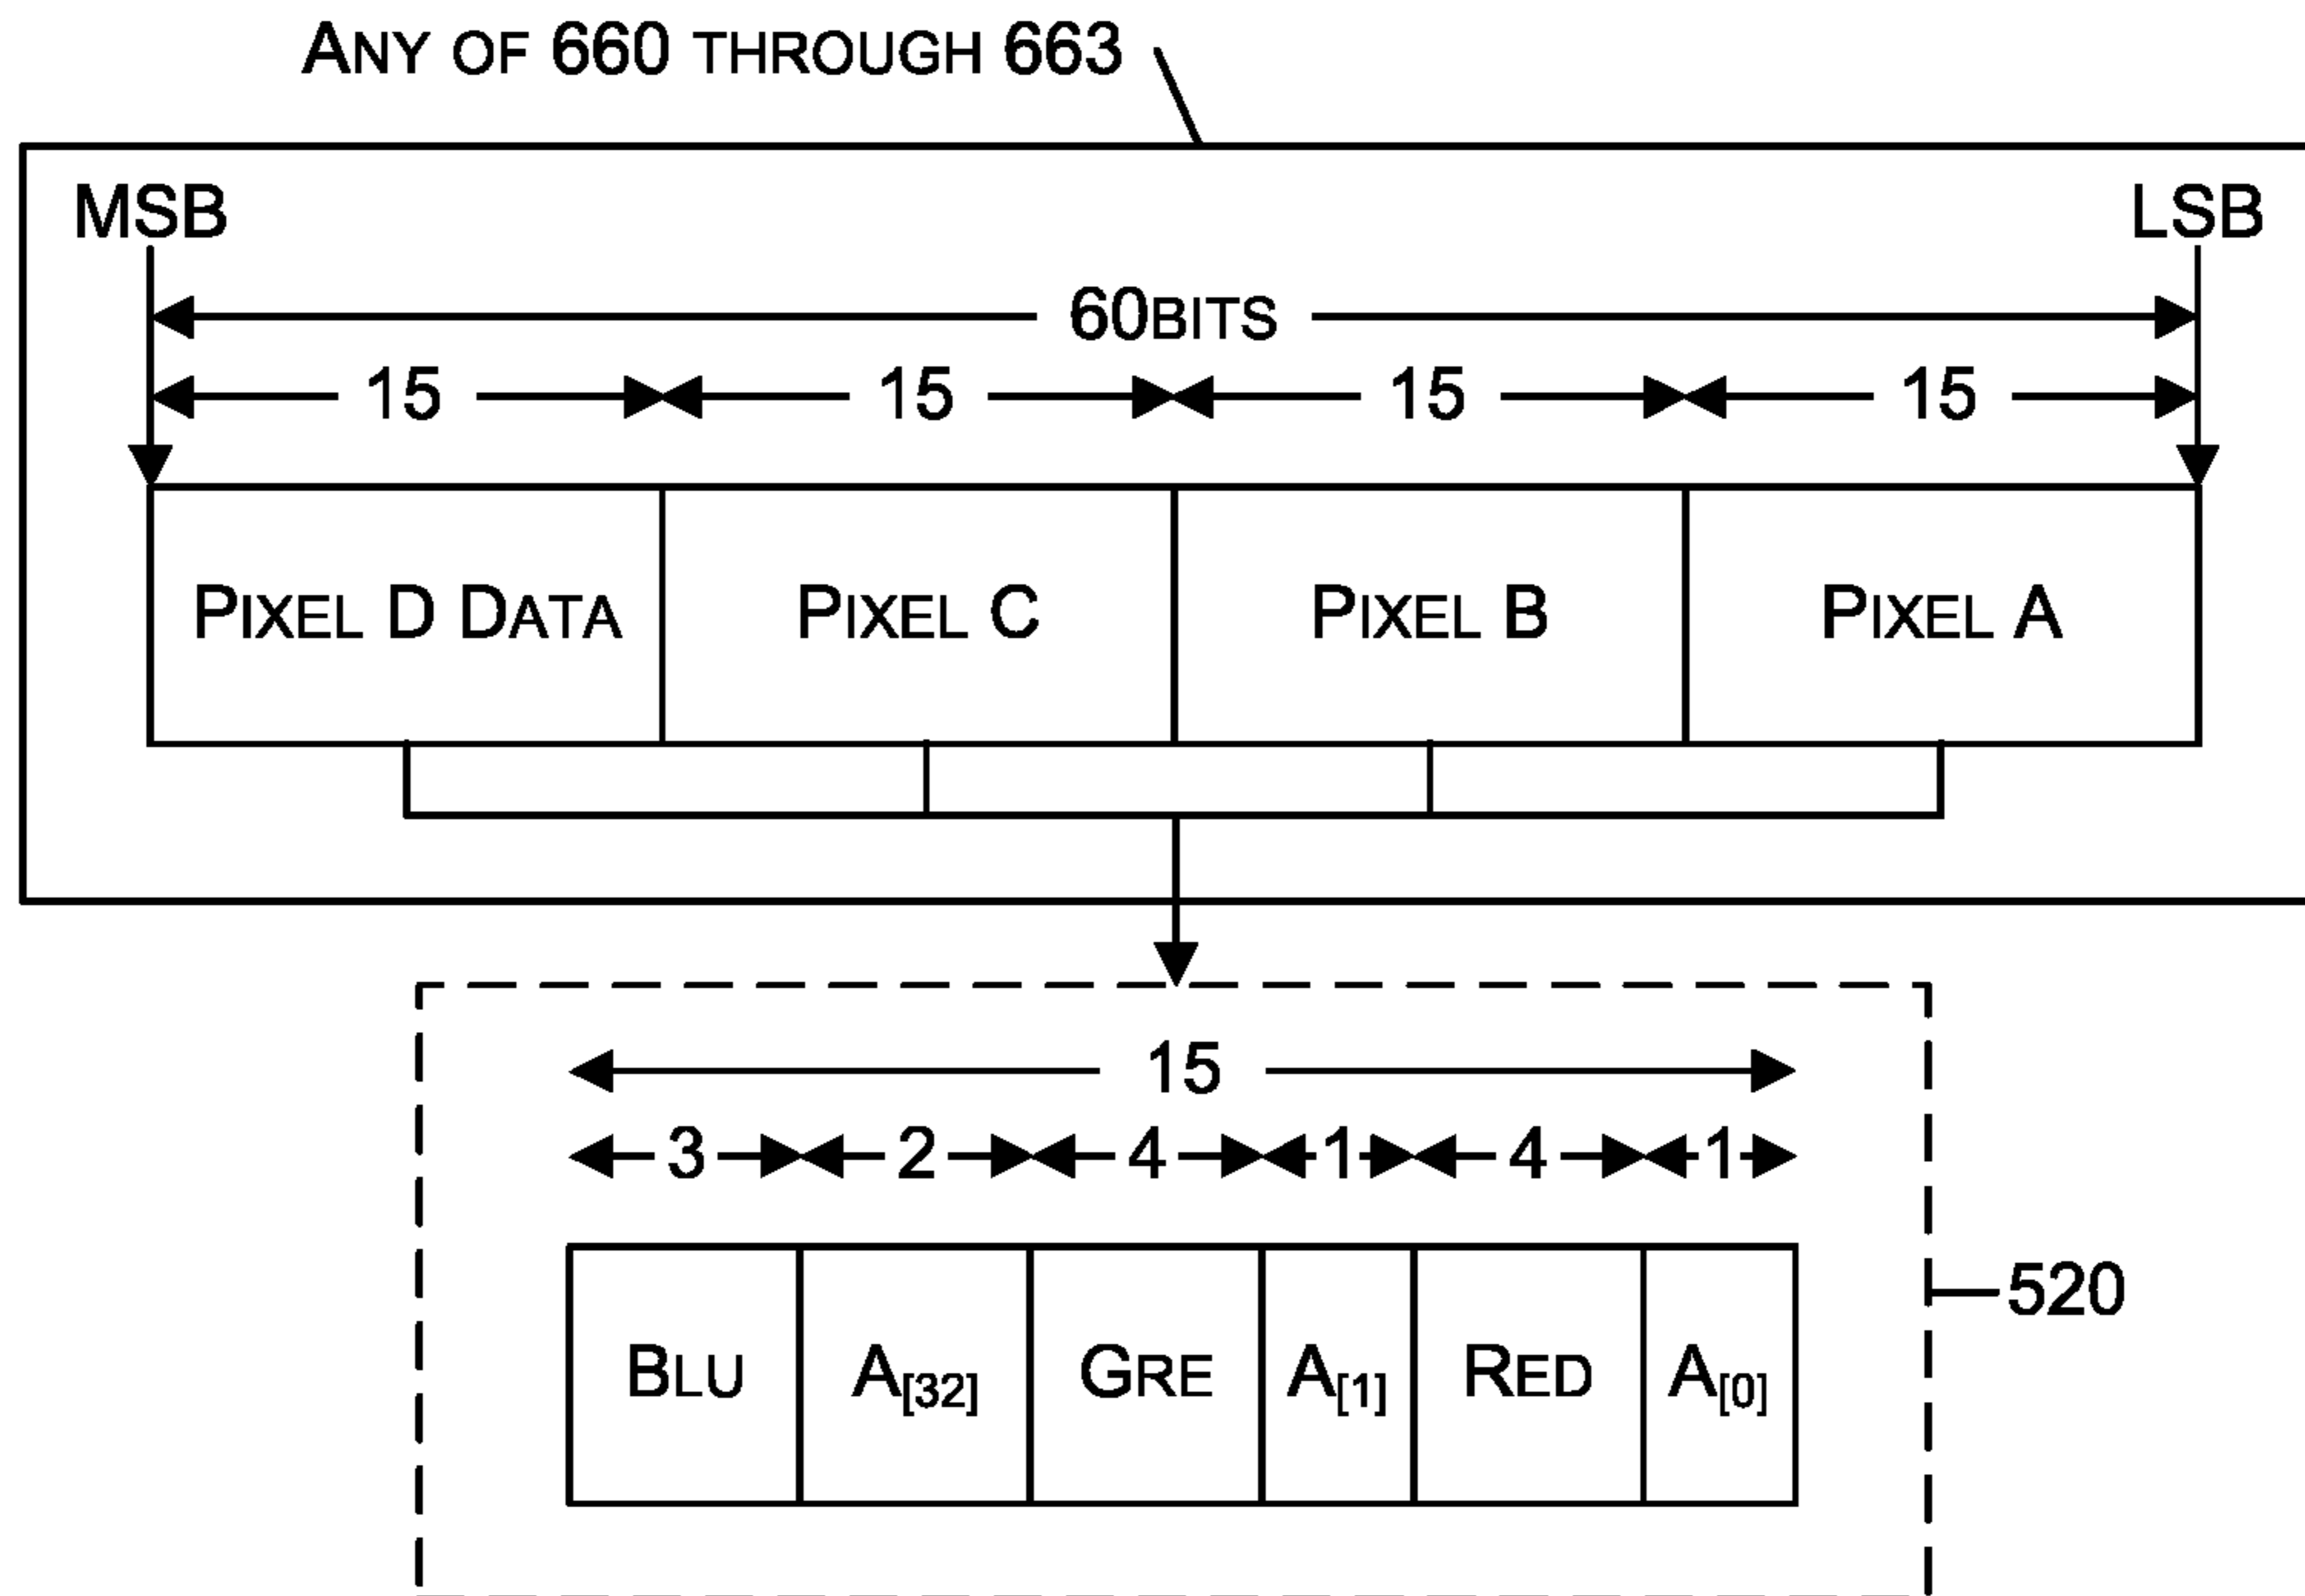 ANY OF 660 THROUGH 663
MSB LSB
60BITS
15 15 15 15
PIXEL D DATA PIXEL C PIXEL B PIXEL A
15
3 2 4 1 4 1
520
BLU A[32] GRE A[1] RED A[0]